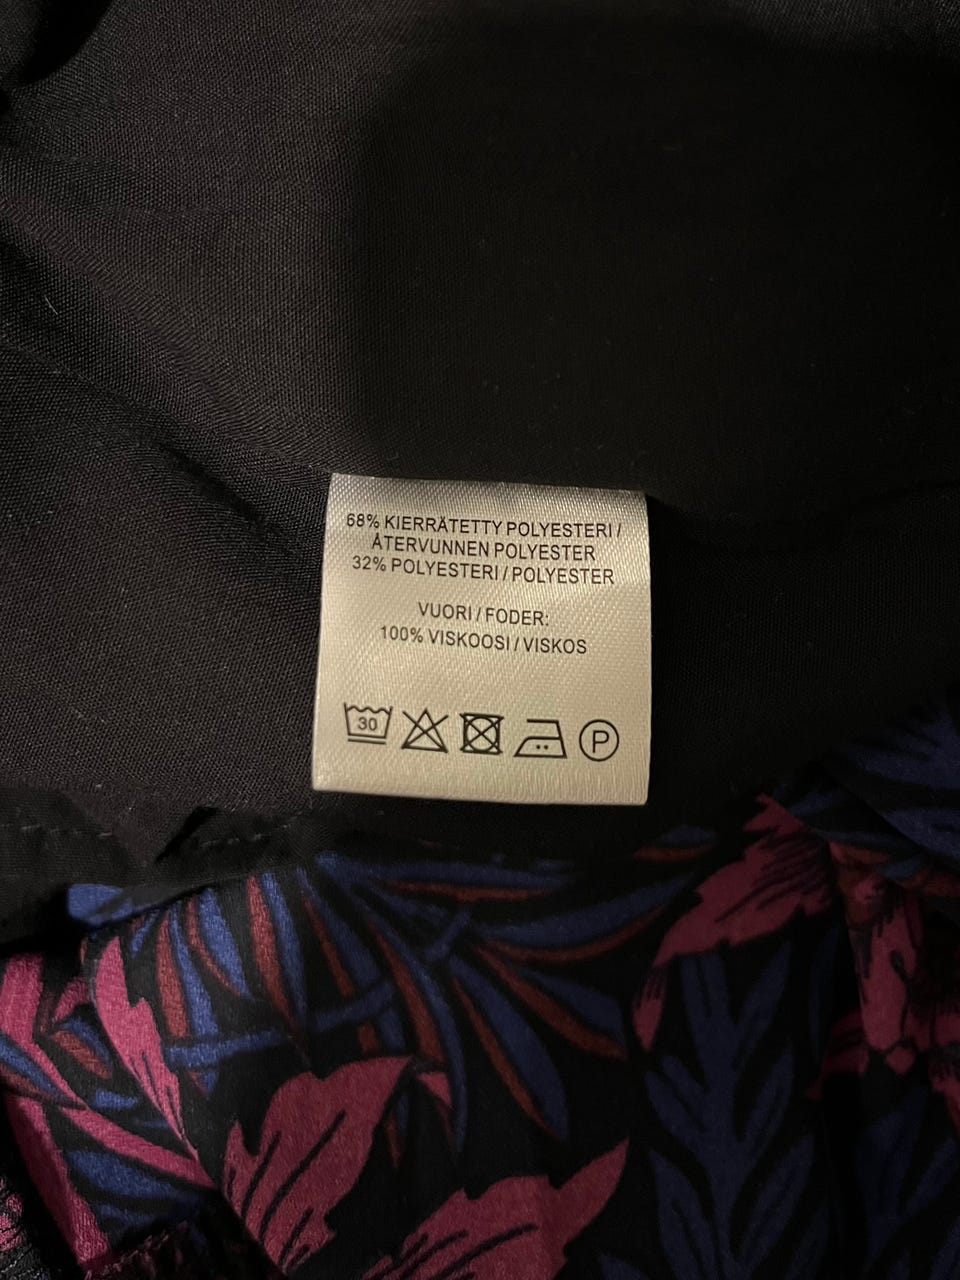 68% KIERRÄTETTY POLYESTERI /
ÅTERVUNNEN POLYESTER
32% POLYESTERI / POLYESTER
VUORI / FODER:
100% VISKOOSI / VISKOS
30 P